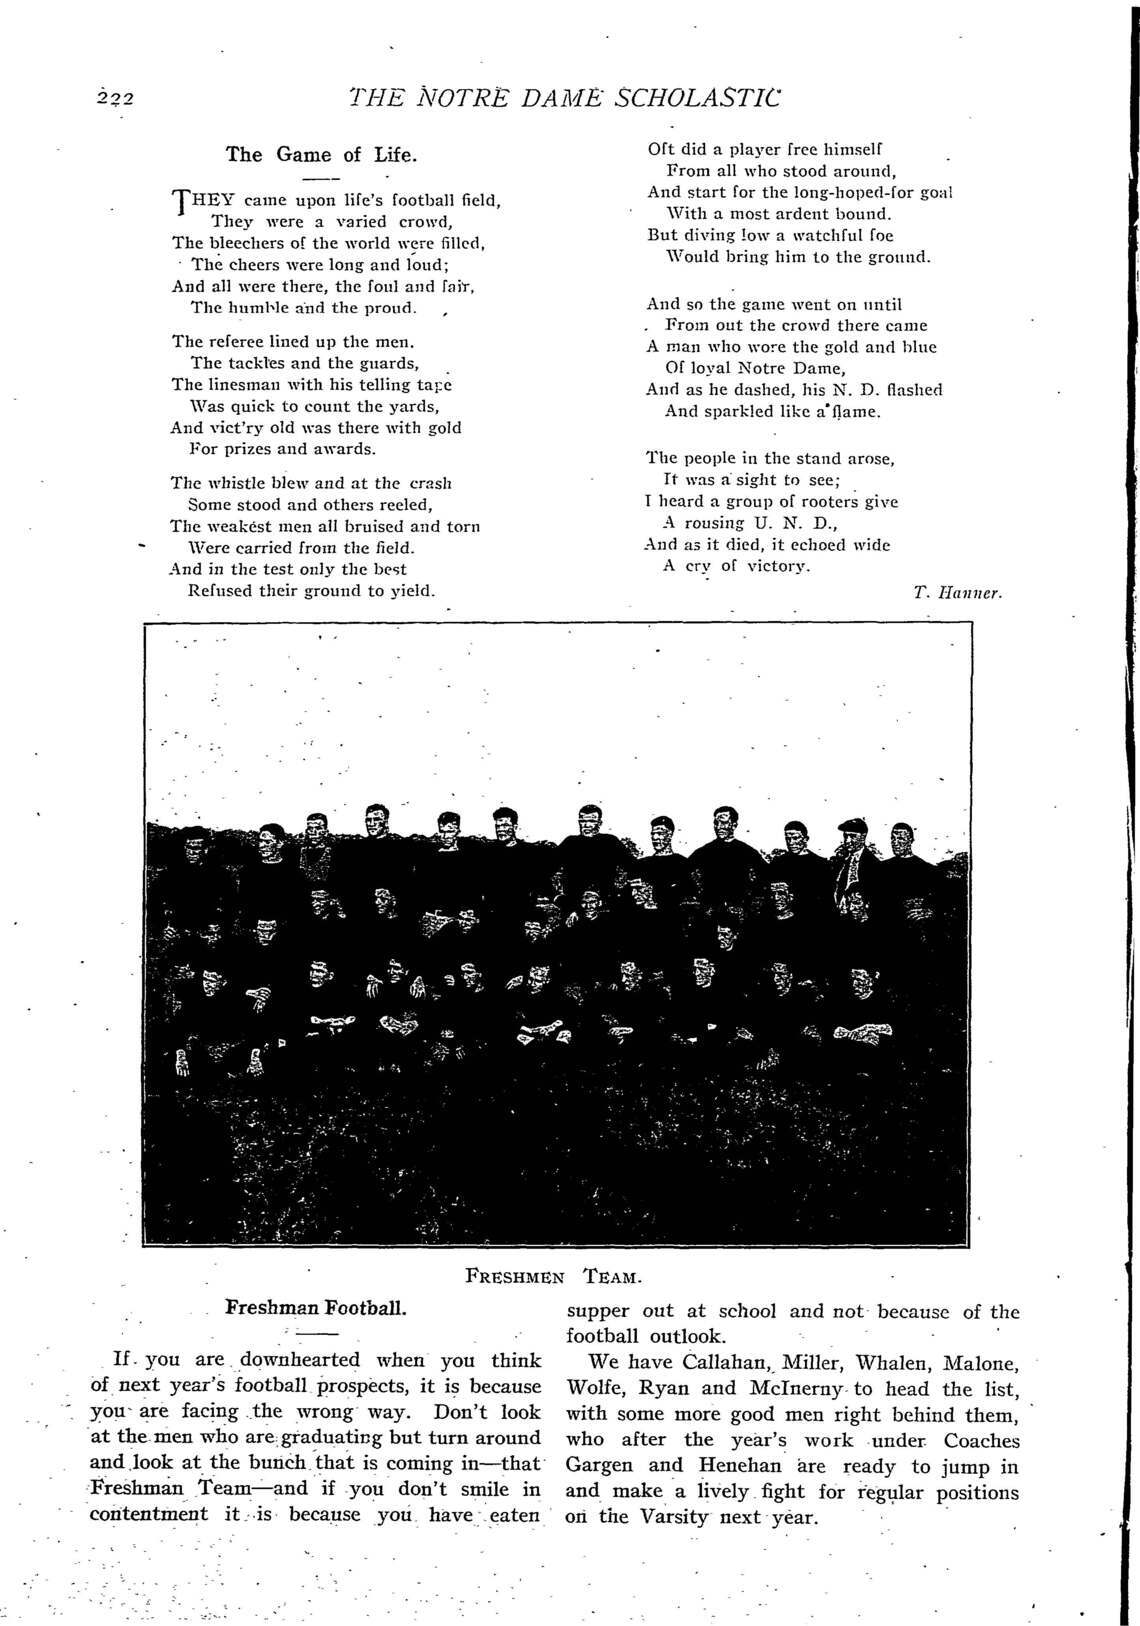 222
THE NOTRE DAME SCHOLASTIC
The Game of Life.
THEY came upon life's football field,
They were a varied crowd,
The bleechers of the world were filled,
The cheers were long and loud;
And all were there, the foul and fair,
The humble and the proud.
The referee lined up the men.
The tackles and the guards,
The linesman with his telling tape
Was quick to count the yards,
And vict'ry old was there with gold
For prizes and awards.
The whistle blew and at the crash
Some stood and others reeled,
The weakest men all bruised and torn
Were carried from the field.
And in the test only the best
Refused their ground to yield.
Oft did a player free himself
From all who stood around,
And start for the long-hoped-for goal
With a most ardent bound.
But diving low a watchful foe
Would bring him to the ground.
And so the game went on until
From out the crowd there came
A man who wore the gold and blue
Of loyal Notre Dame,
And as he dashed, his N. D. flashed
And sparkled like a flame.
The people in the stand arose,
It was a sight to see;
I heard a group of rooters give
A rousing U. N. D.,
And as it died, it echoed wide
A cry of victory.
T. Hanner.
FRESHMEN TEAM.
Freshman Football.
If you are downhearted when you think
of next year's football prospects, it is because
you are facing the wrong way. Don't look
at the men who are graduating but turn around
and look at the bunch that is coming in—that
Freshman Team—and if you don't smile in
contentment it is because you have eaten
supper out at school and not because of the
football outlook.
We have Callahan, Miller, Whalen, Malone,
Wolfe, Ryan and McInerny to head the list,
with some more good men right behind them,
who after the year's work under Coaches
Gargen and Henehan are ready to jump in
and make a lively fight for regular positions
on the Varsity next year.